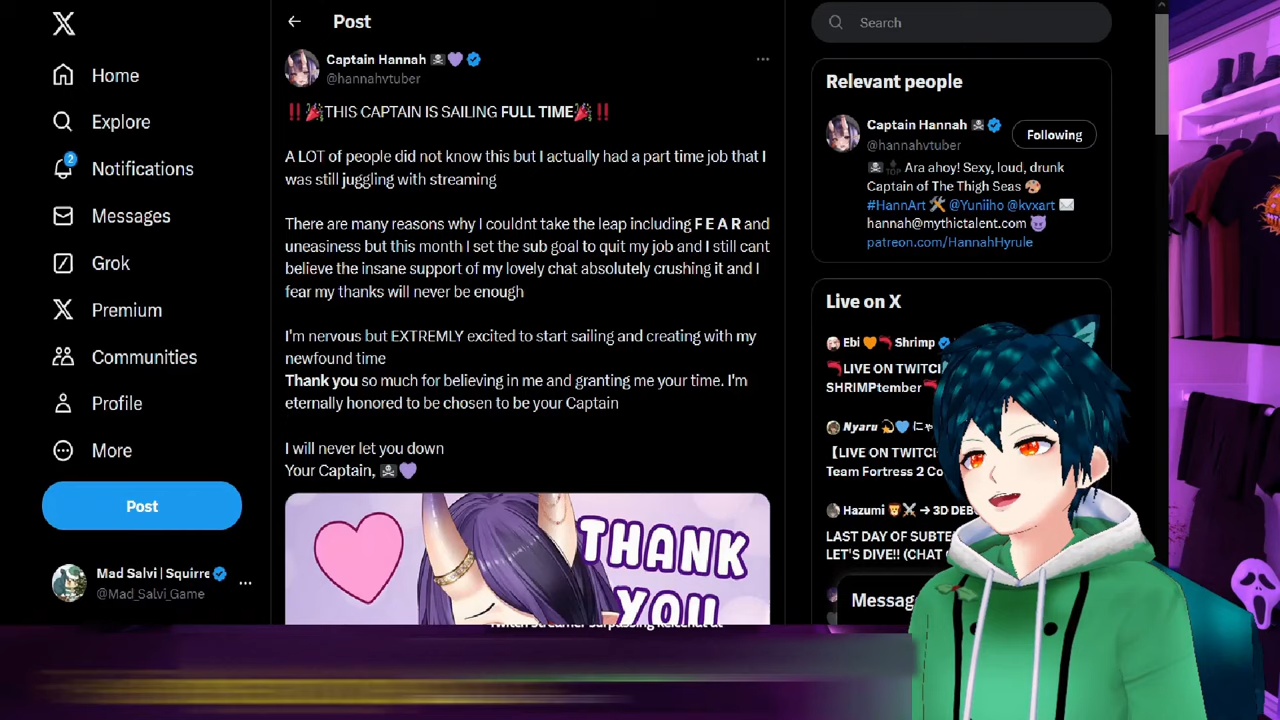 Home
Explore
2
Notifications
Messages
Grok
Premium
Communities
Profile
More
Post
Mad Salvi | Squirre
@Mad_Salvi_Game
Post
Captain Hannah ☠️💜
@hannahvtuber
‼️🎉THIS CAPTAIN IS SAILING FULL TIME🎉‼️
A LOT of people did not know this but I actually had a part time job that I
was still juggling with streaming
There are many reasons why I couldnt take the leap including F E A R and
uneasiness but this month I set the sub goal to quit my job and I still cant
believe the insane support of my lovely chat absolutely crushing it and I
fear my thanks will never be enough
I'm nervous but EXTREMLY excited to start sailing and creating with my
newfound time
Thank you so much for believing in me and granting me your time. I'm
eternally honored to be chosen to be your Captain
I will never let you down
Your Captain, ☠️💜
THANK
YOU
Search
Relevant people
Captain Hannah ☠️
@hannahvtuber
Following
☠️🔝 Ara ahoy! Sexy, loud, drunk
Captain of The Thigh Seas 🎨
#HannArt 🛠️ @Yuniiho @kvxart ✉️
hannah@mythictalent.com 😈
patreon.com/HannahHyrule
Live on X
Ebi 🧡🦐 Shrimp
LIVE ON TWITCH
SHRIMPtember
Nyaru 💫💙 にゃ
【LIVE ON TWITCH
Team Fortress 2 Co
Hazumi 🦁⚔️ → 3D DEB
LAST DAY OF SUBTE
LET'S DIVE!! (CHAT
Messag